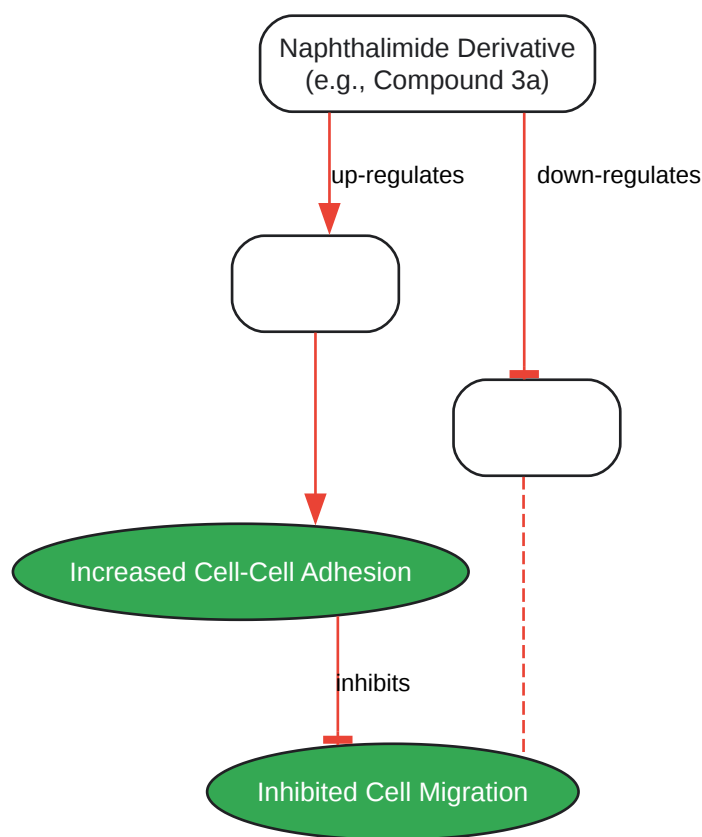 Naphthalimide Derivative
(e.g., Compound 3a)
up-regulates
down-regulates
Increased Cell-Cell Adhesion
inhibits
Inhibited Cell Migration